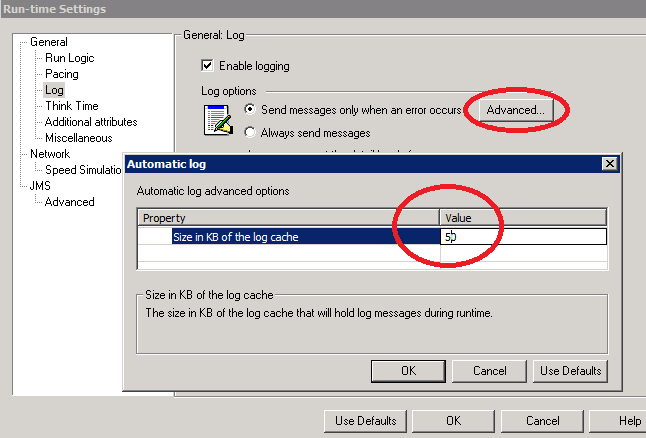 Run-time Settings
General
Run Logic
Pacing
Log
Think Time
Additional attributes
Miscellaneous
Network
Speed Simulatio
JMS
Advanced
General: Log
Enable logging
Log options
Send messages only when an error occurs
Advanced...
Always send messages
Automatic log
Automatic log advanced options
Property Value
Size in KB of the log cache 50
Size in KB of the log cache
The size in KB of the log cache that will hold log messages during runtime.
OK Cancel Use Defaults
Use Defaults OK Cancel Help